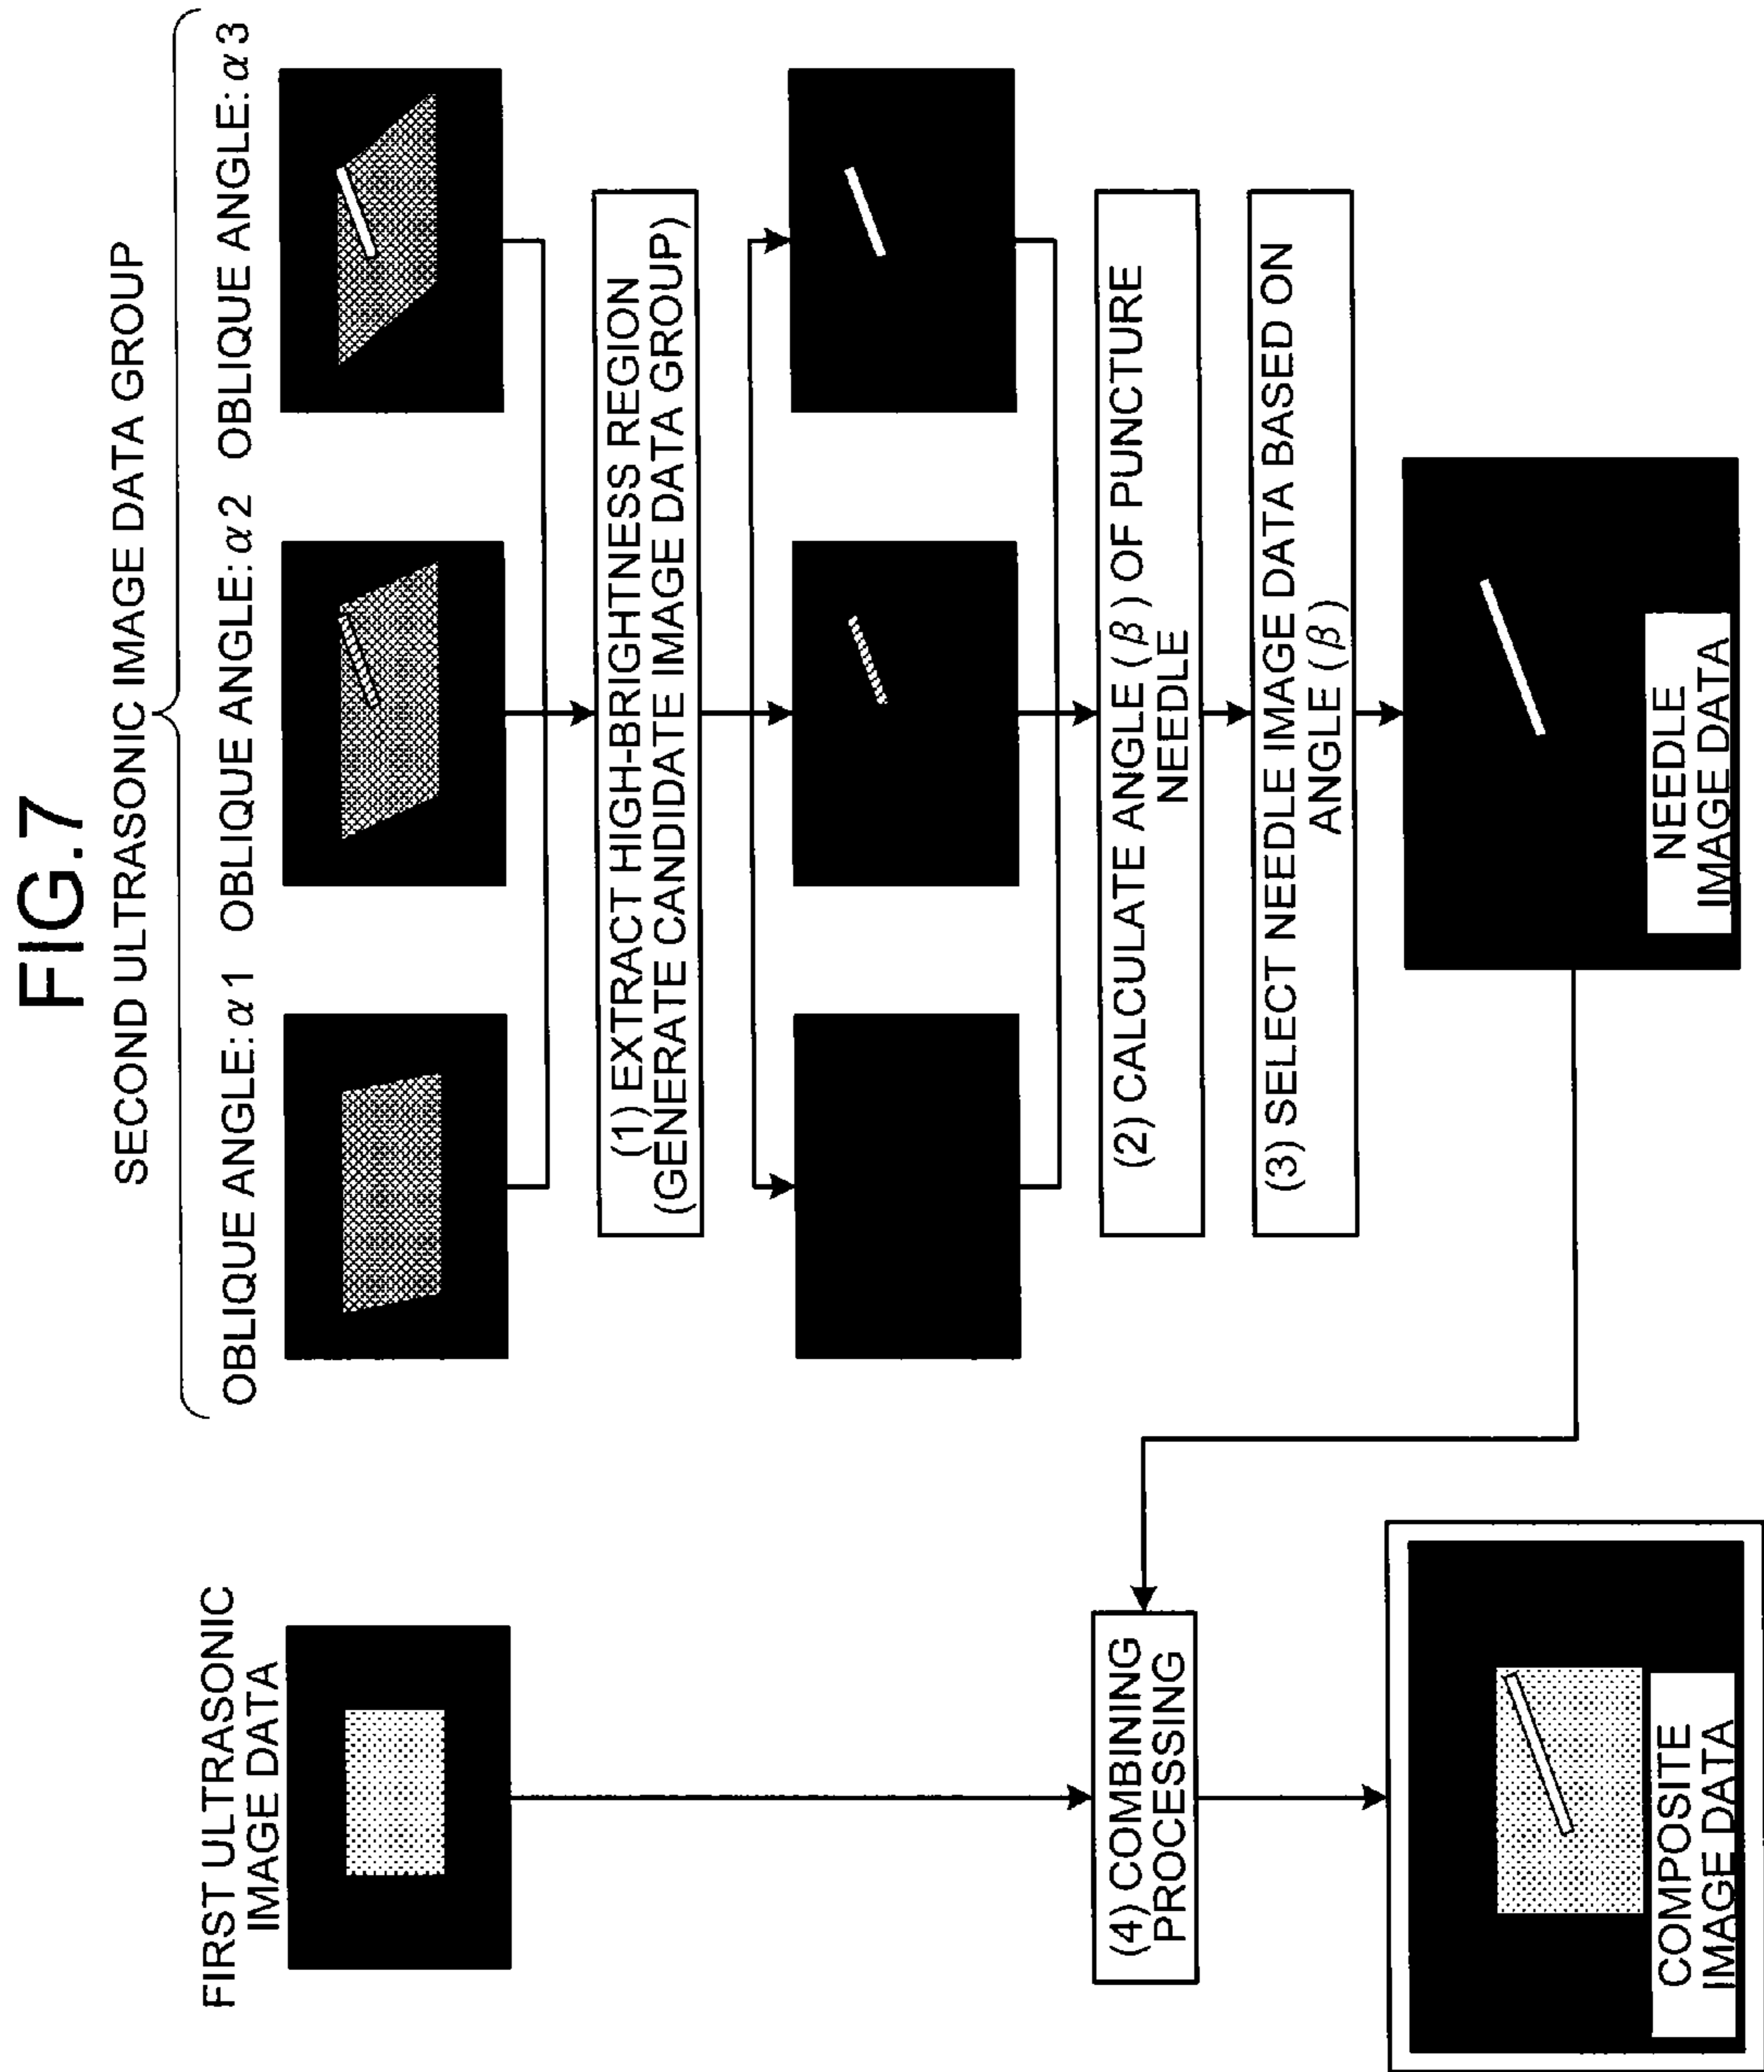 FIG.7
SECOND ULTRASONIC IMAGE DATA GROUP
FIRST ULTRASONIC
IMAGE DATA
OBLIQUE ANGLE: α1
OBLIQUE ANGLE: α2
OBLIQUE ANGLE: α3
(1) EXTRACT HIGH-BRIGHTNESS REGION
(GENERATE CANDIDATE IMAGE DATA GROUP)
(2) CALCULATE ANGLE (β) OF PUNCTURE
NEEDLE
(3) SELECT NEEDLE IMAGE DATA BASED ON
ANGLE (β)
(4) COMBINING
PROCESSING
NEEDLE
IMAGE DATA
COMPOSITE
IMAGE DATA